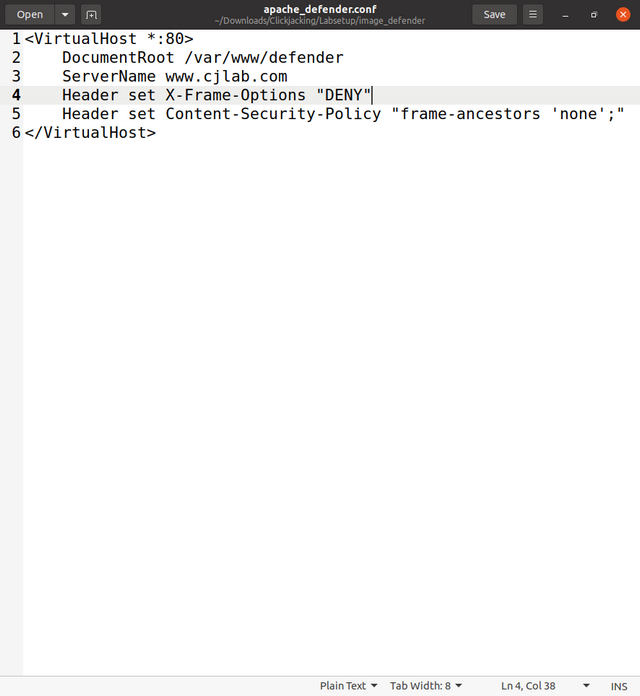 Open
apache_defender.conf
~/Downloads/Clickjacking/Labsetup/image_defender
Save
1 <VirtualHost *:80>
2     DocumentRoot /var/www/defender
3     ServerName www.cjlab.com
4     Header set X-Frame-Options "DENY"
5     Header set Content-Security-Policy "frame-ancestors 'none';"
6 </VirtualHost>
Plain Text Tab Width: 8 Ln 4, Col 38 INS